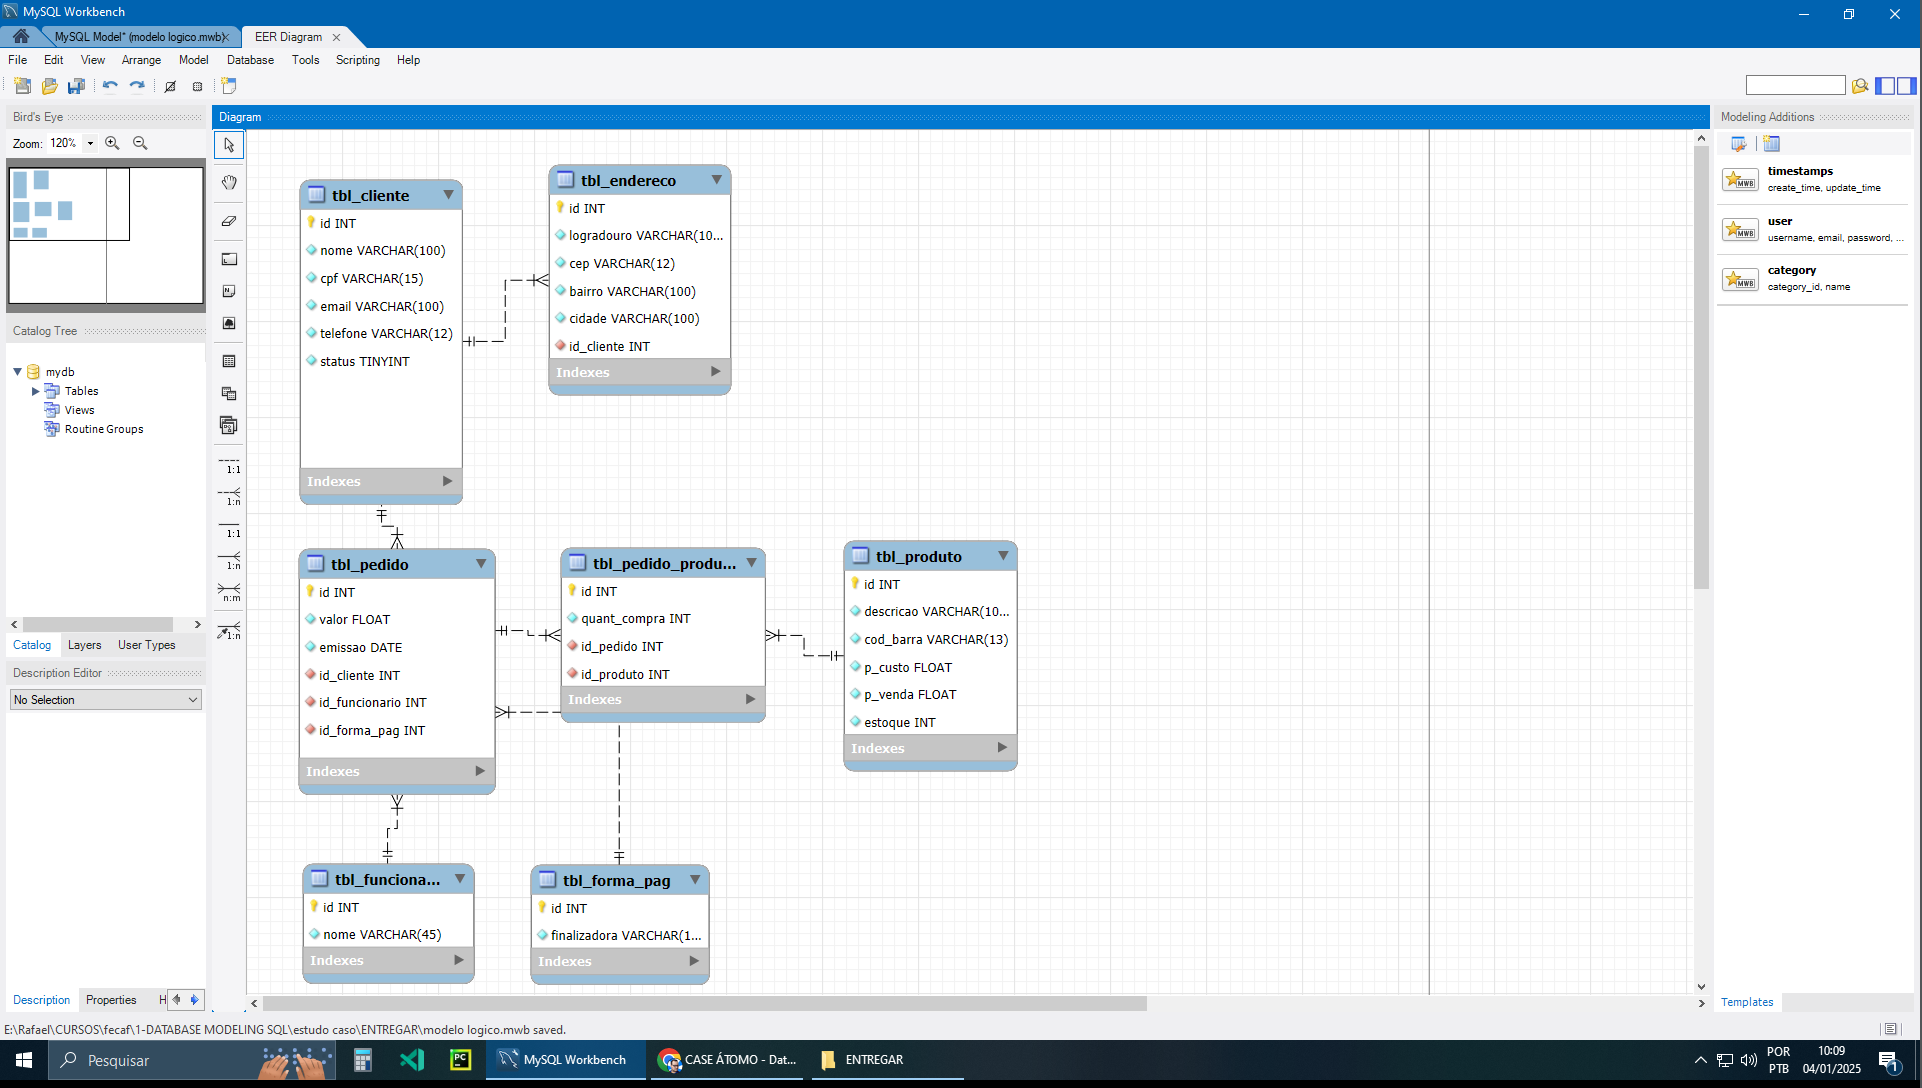 MySQL Workbench
MySQL Model* (modelo logico.mwb)
EER Diagram
File Edit View Arrange Model Database Tools Scripting Help
Bird's Eye
Zoom: 120%
Catalog Tree
mydb
Tables
Views
Routine Groups
Catalog Layers User Types
Description Editor
No Selection
Description Properties H
Diagram
1:1
1:n
1:1
1:n
n:m
1:n
tbl_cliente
id INT
nome VARCHAR(100)
cpf VARCHAR(15)
email VARCHAR(100)
telefone VARCHAR(12)
status TINYINT
Indexes
tbl_endereco
id INT
logradouro VARCHAR(10...
cep VARCHAR(12)
bairro VARCHAR(100)
cidade VARCHAR(100)
id_cliente INT
Indexes
tbl_pedido
id INT
valor FLOAT
emissao DATE
id_cliente INT
id_funcionario INT
id_forma_pag INT
Indexes
tbl_pedido_produ...
id INT
quant_compra INT
id_pedido INT
id_produto INT
Indexes
tbl_produto
id INT
descricao VARCHAR(10...
cod_barra VARCHAR(13)
p_custo FLOAT
p_venda FLOAT
estoque INT
Indexes
tbl_funciona...
id INT
nome VARCHAR(45)
Indexes
tbl_forma_pag
id INT
finalizadora VARCHAR(1...
Indexes
Modeling Additions
MWB
timestamps
create_time, update_time
MWB
user
username, email, password, ...
MWB
category
category_id, name
Templates
E:\Rafael\CURSOS\fecaf\1-DATABASE MODELING SQL\estudo caso\ENTREGAR\modelo logico.mwb saved.
Pesquisar
PC
MySQL Workbench
CASE ÁTOMO - Dat...
ENTREGAR
POR
PTB
10:09
04/01/2025
1